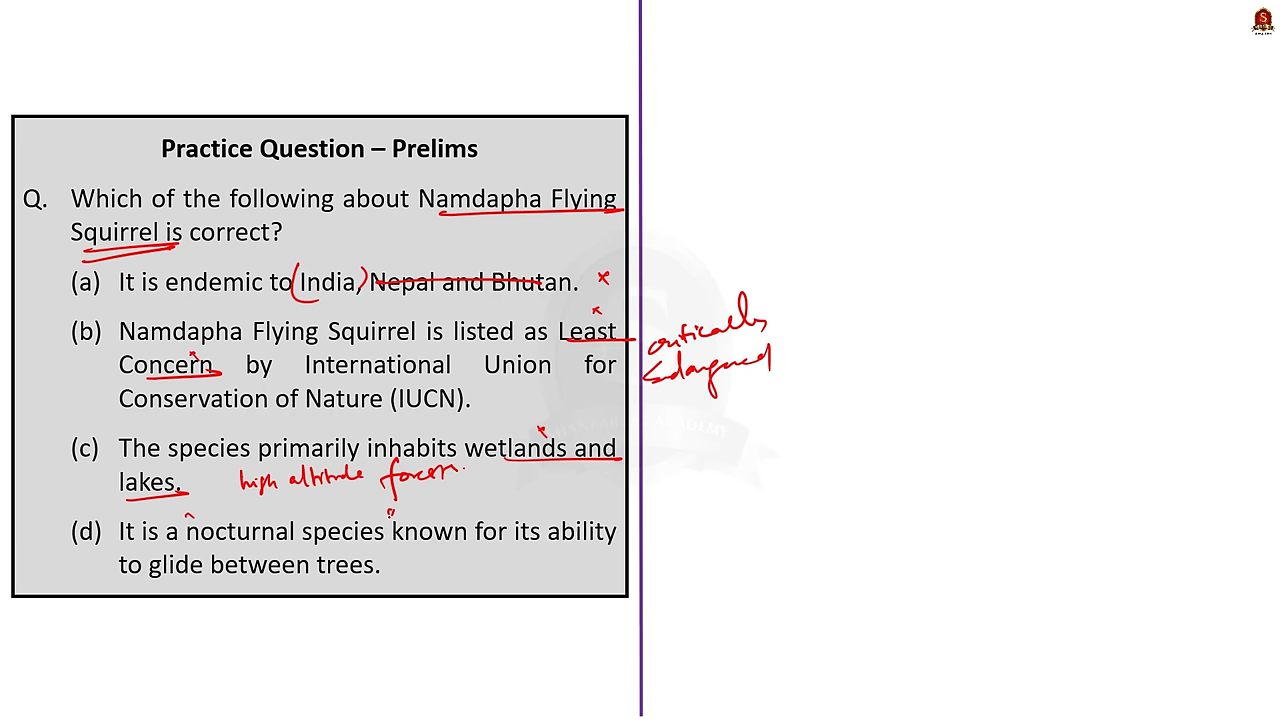 Practice Question – Prelims
Q. Which of the following about Namdapha Flying
Squirrel is correct?
(a) It is endemic to India, Nepal and Bhutan.
(b) Namdapha Flying Squirrel is listed as Least
Concern by International Union for
Conservation of Nature (IUCN).
critically
Endangered
(c) The species primarily inhabits wetlands and
lakes.
high altitude
(d) It is a nocturnal species known for its ability
to glide between trees.